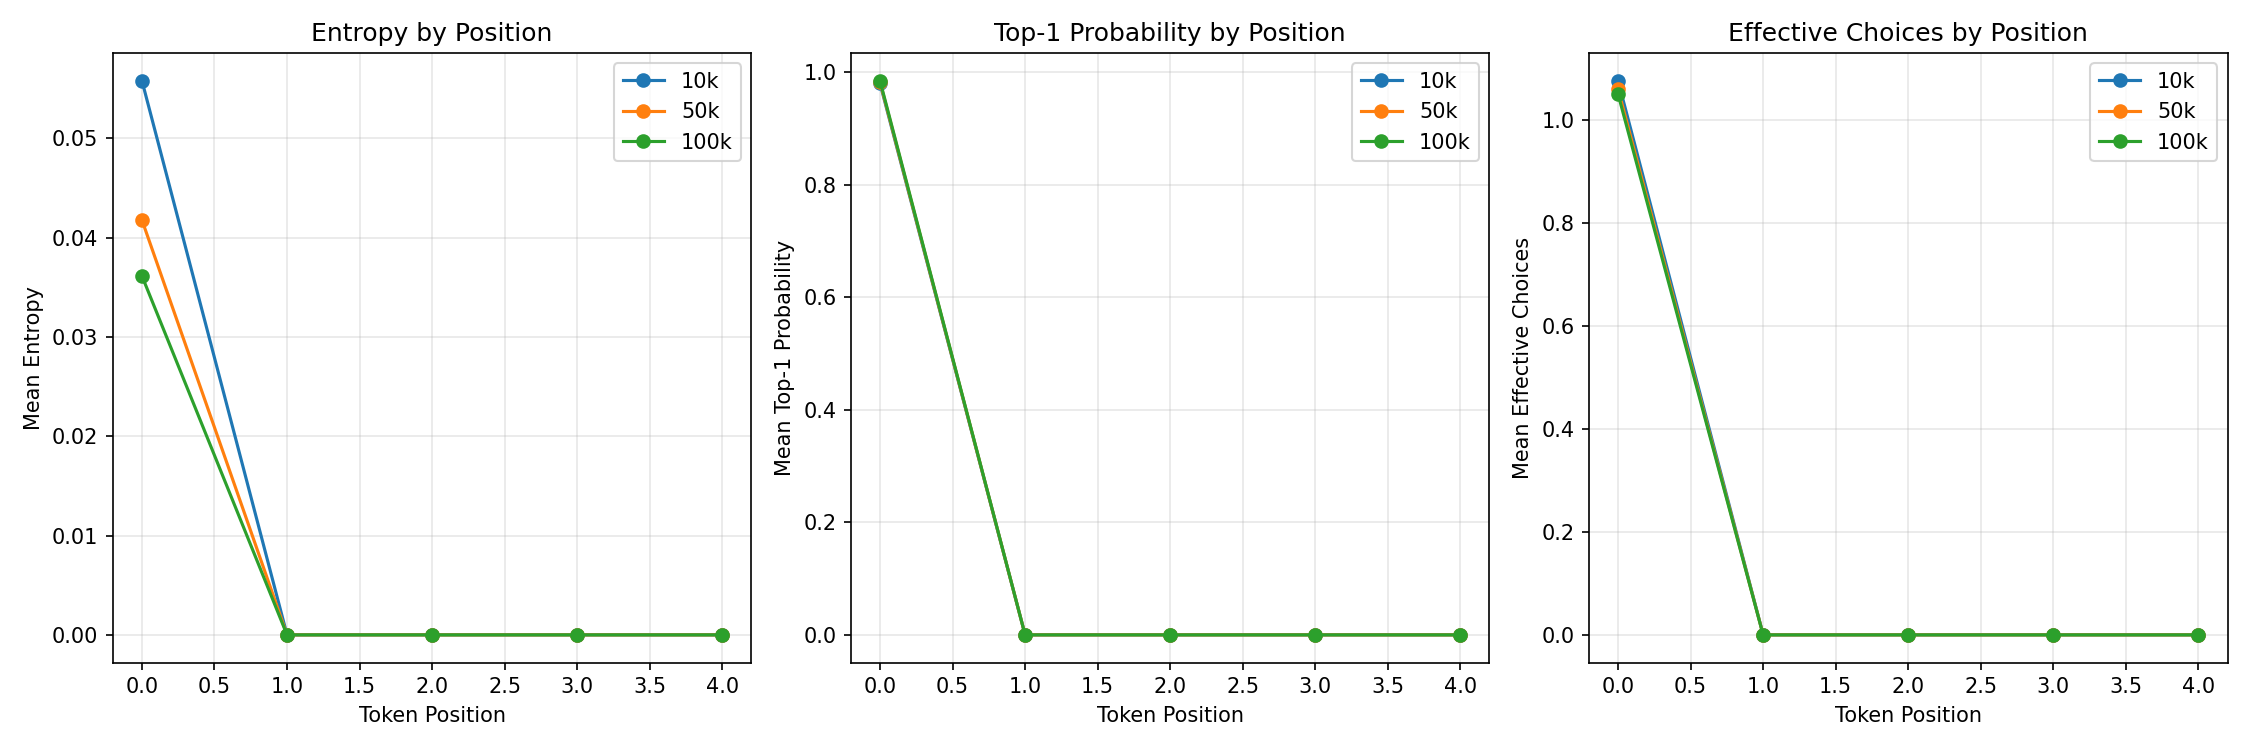 Entropy by Position
Mean Entropy
0.05
0.04
0.03
0.02
0.01
0.00
0.0 0.5 1.0 1.5 2.0 2.5 3.0 3.5 4.0
Token Position
10k
50k
100k
Top-1 Probability by Position
Mean Top-1 Probability
1.0
0.8
0.6
0.4
0.2
0.0
0.0 0.5 1.0 1.5 2.0 2.5 3.0 3.5 4.0
Token Position
10k
50k
100k
Effective Choices by Position
Mean Effective Choices
1.0
0.8
0.6
0.4
0.2
0.0
0.0 0.5 1.0 1.5 2.0 2.5 3.0 3.5 4.0
Token Position
10k
50k
100k